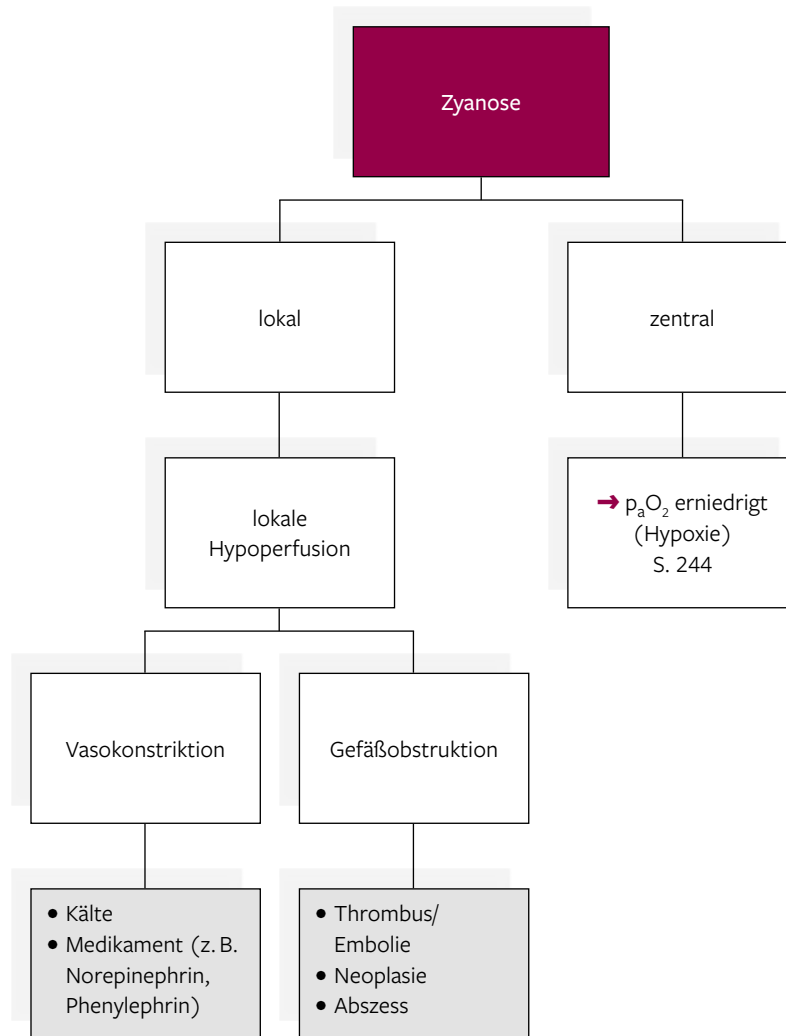 Zyanose
lokal
zentral
lokale
Hypoperfusion
➞ pₐO₂ erniedrigt
(Hypoxie)
S. 244
Vasokonstriktion
Gefäßobstruktion
• Kälte
• Medikament (z. B.
Norepinephrin,
Phenylephrin)
• Thrombus/
Embolie
• Neoplasie
• Abszess